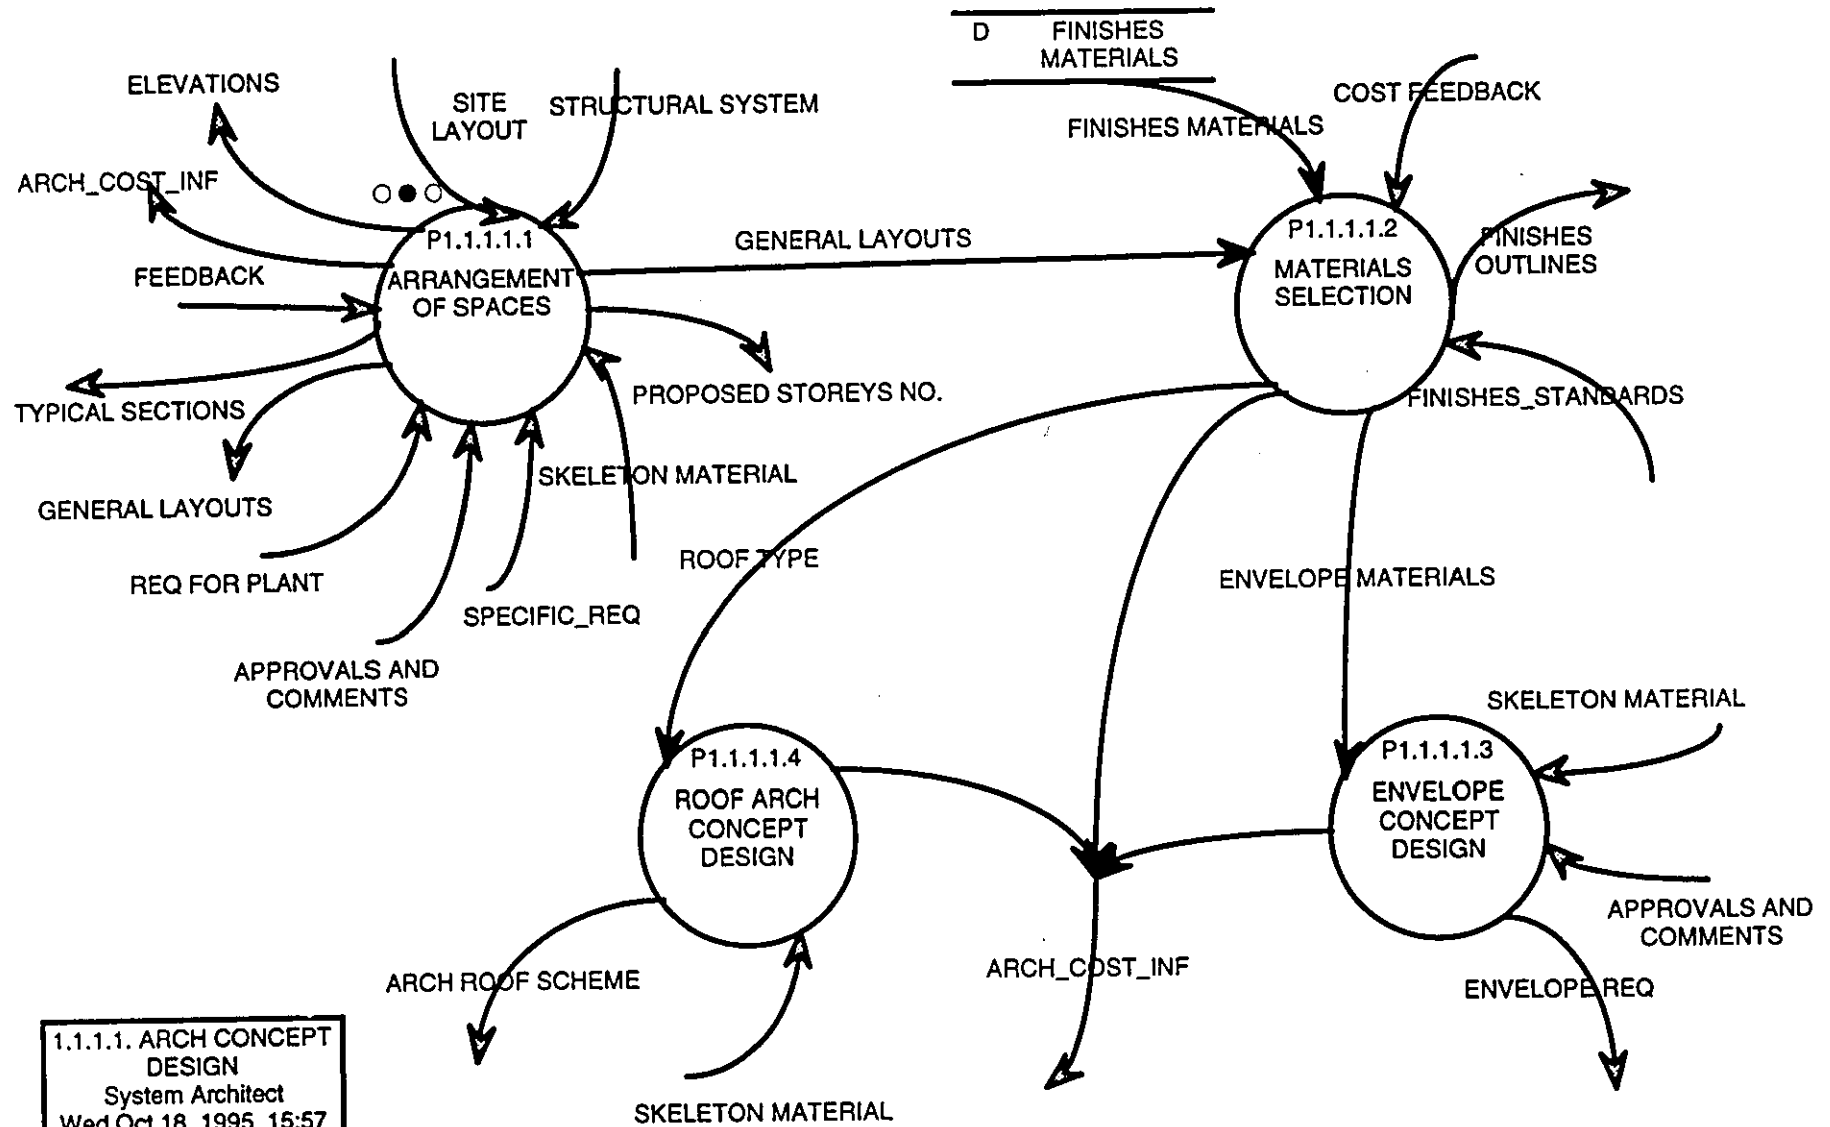 D FINISHES
MATERIALS
ELEVATIONS
SITE
LAYOUT
STRUCTURAL SYSTEM
COST FEEDBACK
FINISHES MATERIALS
ARCH_COST_INF
P1.1.1.1.1
ARRANGEMENT
OF SPACES
GENERAL LAYOUTS
P1.1.1.1.2
MATERIALS
SELECTION
FINISHES
OUTLINES
FEEDBACK
TYPICAL SECTIONS
PROPOSED STOREYS NO.
FINISHES_STANDARDS
GENERAL LAYOUTS
SKELETON MATERIAL
REQ FOR PLANT
ROOF TYPE
ENVELOPE MATERIALS
SPECIFIC_REQ
APPROVALS AND
COMMENTS
SKELETON MATERIAL
P1.1.1.1.4
ROOF ARCH
CONCEPT
DESIGN
P1.1.1.1.3
ENVELOPE
CONCEPT
DESIGN
APPROVALS AND
COMMENTS
ARCH ROOF SCHEME
ARCH_COST_INF
ENVELOPE REQ
1.1.1.1. ARCH CONCEPT
DESIGN
System Architect
Wed Oct 18, 1995 15:57
SKELETON MATERIAL